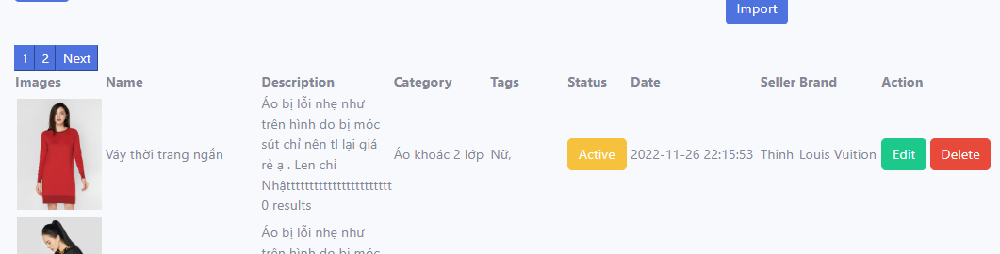 Import
1 2 Next
Images Name Description Category Tags Status Date Seller Brand Action
Váy thời trang ngắn
Áo bị lỗi nhẹ như
trên hình do bị móc
sút chỉ nên tl lại giá
rẻ ạ . Len chỉ
Nhậtttttttttttttttttttttttt
0 results
Áo khoác 2 lớp
Nữ,
Active
2022-11-26 22:15:53
Thinh
Louis Vuition
Edit
Delete
Áo bị lỗi nhẹ như
trên hình do bị móc